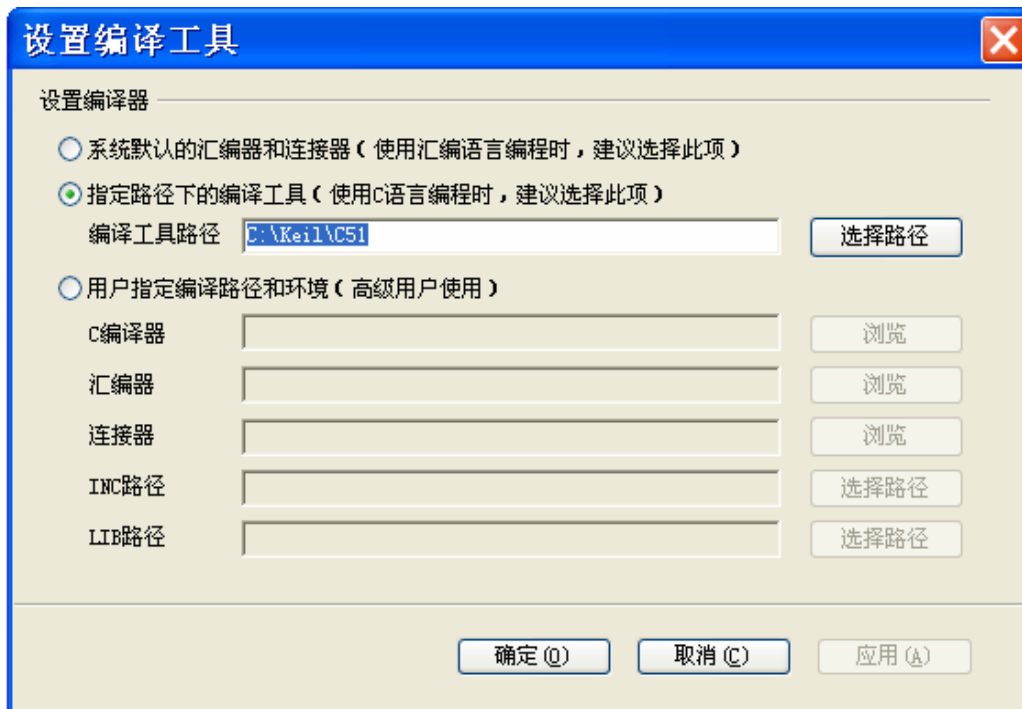 设置编译工具
设置编译器
系统默认的汇编器和连接器(使用汇编语言编程时,建议选择此项)
指定路径下的编译工具(使用C语言编程时,建议选择此项)
编译工具路径 C:\Keil\C51 选择路径
用户指定编译路径和环境(高级用户使用)
C编译器 浏览
汇编器 浏览
连接器 浏览
INC路径 选择路径
LIB路径 选择路径
确定(O) 取消(C) 应用(A)